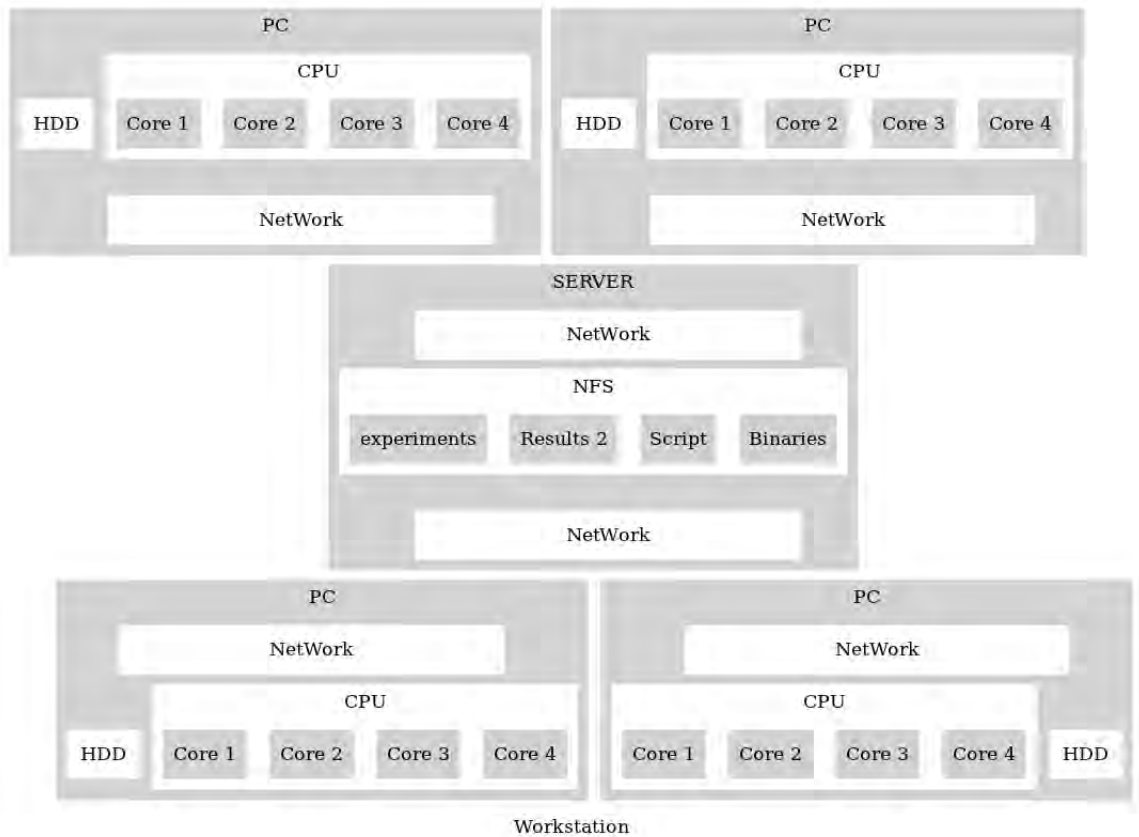 PC PC
CPU CPU
HDD Core 1 Core 2 Core 3 Core 4 HDD Core 1 Core 2 Core 3 Core 4
NetWork NetWork
SERVER
NetWork
NFS
experiments Results 2 Script Binaries
NetWork
PC PC
NetWork NetWork
CPU CPU
HDD Core 1 Core 2 Core 3 Core 4 Core 1 Core 2 Core 3 Core 4 HDD
Workstation